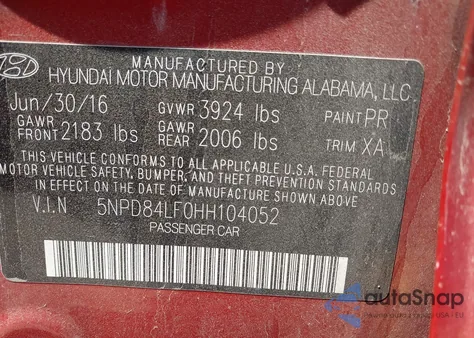 MANUFACTURED BY
HYUNDAI MOTOR MANUFACTURING ALABAMA, LLC
Jun/30/16 GVWR 3924 lbs PAINT PR
GAWR FRONT 2183 lbs GAWR REAR 2006 lbs TRIM XA
THIS VEHICLE CONFORMS TO ALL APPLICABLE U.S.A. FEDERAL
MOTOR VEHICLE SAFETY, BUMPER, AND THEFT PREVENTION STANDARDS
IN EFFECT ON THE DATE OF MANUFACTURE SHOWN ABOVE.
V.I.N 5NPD84LF0HH104052
PASSENGER CAR
autoSnap